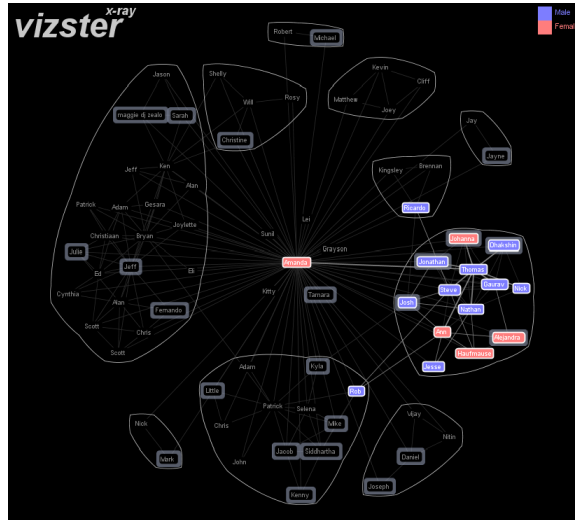 x-ray
vizster
Male
Femal
Robert
Michael
Kevin
Cliff
Matthew
Joey
Jason
Shelly
Will
Rosy
maggie dj zealo
Sarah
Christine
Jay
Jayne
Jeff
Ken
Alan
Kingsley
Brennan
Patrick
Adam
Gesara
Ricardo
Christiaan
Bryan
Joyletta
Sunil
Lei
Grayson
Johanna
Dhakshin
Julie
Ed
Jeff
Eli
Amanda
Jonathan
Thomas
Cynthia
Alan
Fernando
Kitty
Tamara
Steve
Gaurav
Nick
Josh
Nathan
Scott
Chris
Scott
Ann
Alejandra
Haufmause
Jesse
Adam
Kyla
Little
Rob
Patrick
Selena
Chris
Mike
Vijay
Nitin
Nick
Mark
John
Jacob
Siddhartha
Daniel
Kenny
Joseph